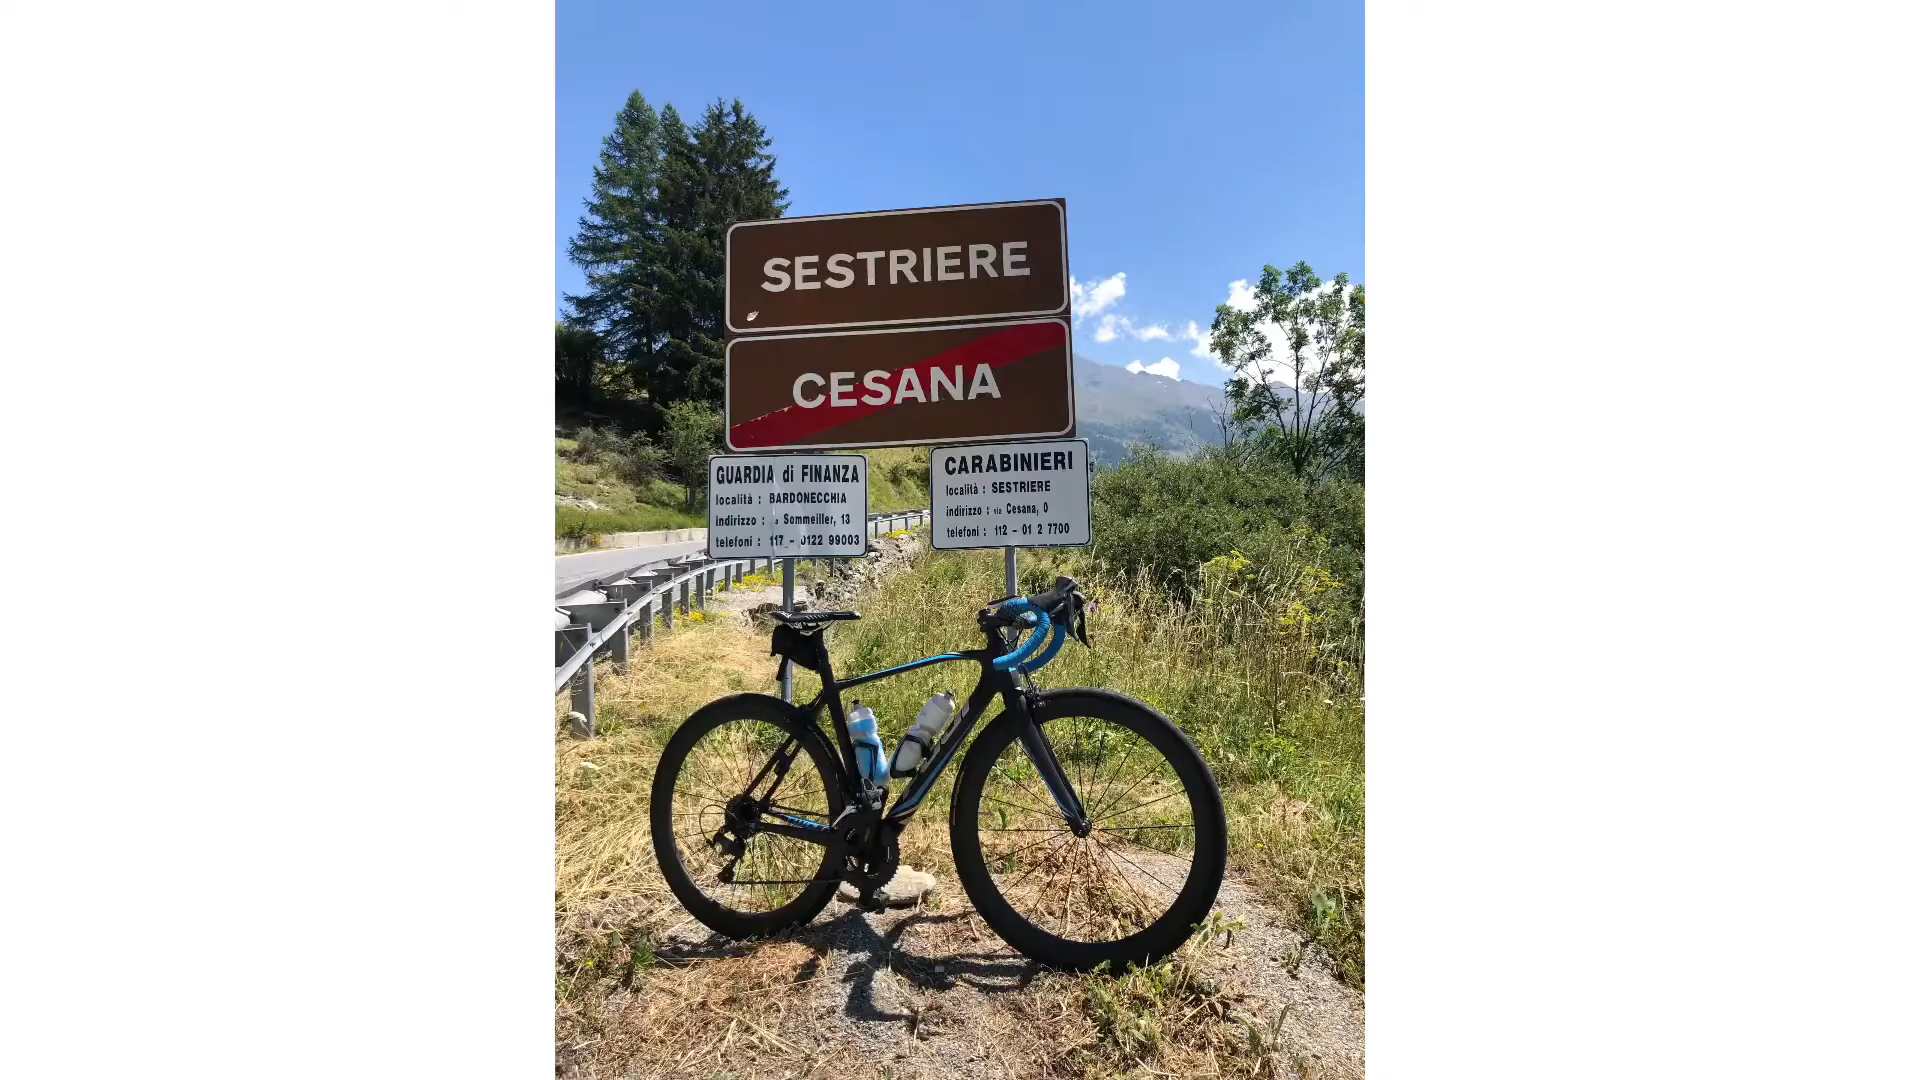 SESTRIERE
CESANA
GUARDIA di FINANZA
località : BARDONECCHIA
indirizzo : Sommeiller, 13
telefoni : 117 - 0122 99003
CARABINIERI
località : SESTRIERE
indirizzo : via Cesana, 0
telefoni : 112 - 01 2 7700